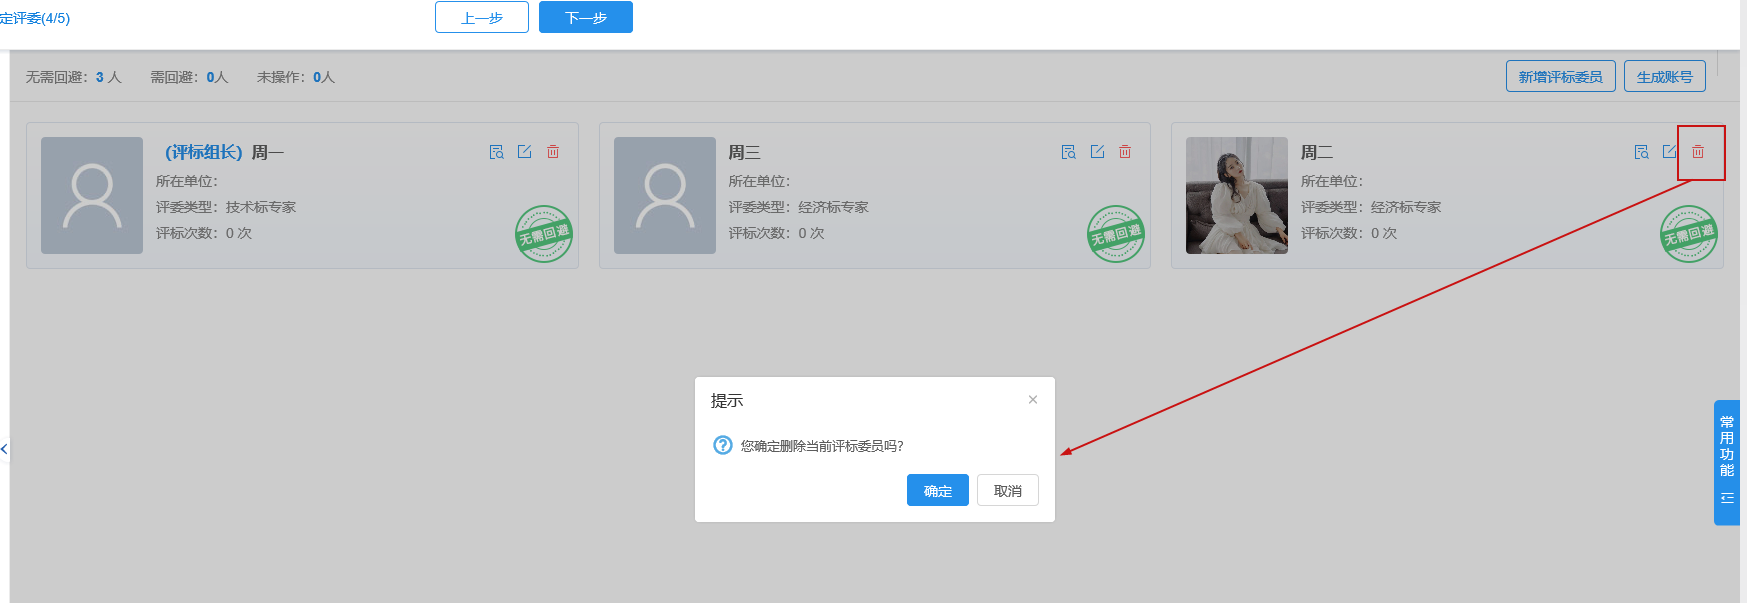 定评委(4/5)
上一步
下一步
无需回避：3 人
需回避：0人
未操作：0人
新增评标委员
生成账号
(评标组长) 周一
所在单位：
评委类型：技术标专家
评标次数：0 次
无需回避
周三
所在单位：
评委类型：经济标专家
评标次数：0 次
无需回避
周二
所在单位：
评委类型：经济标专家
评标次数：0 次
无需回避
提示
您确定删除当前评标委员吗?
确定
取消
常用功能